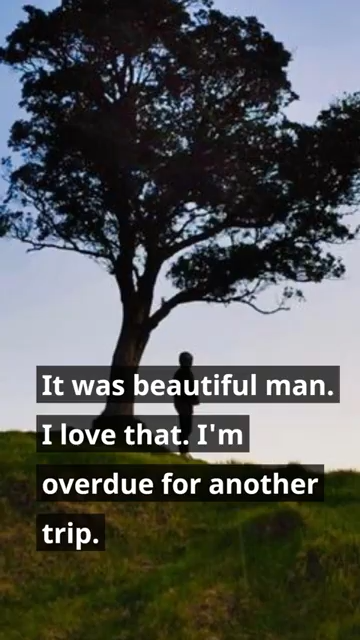 It was beautiful man.
I love that. I'm
overdue for another
trip.